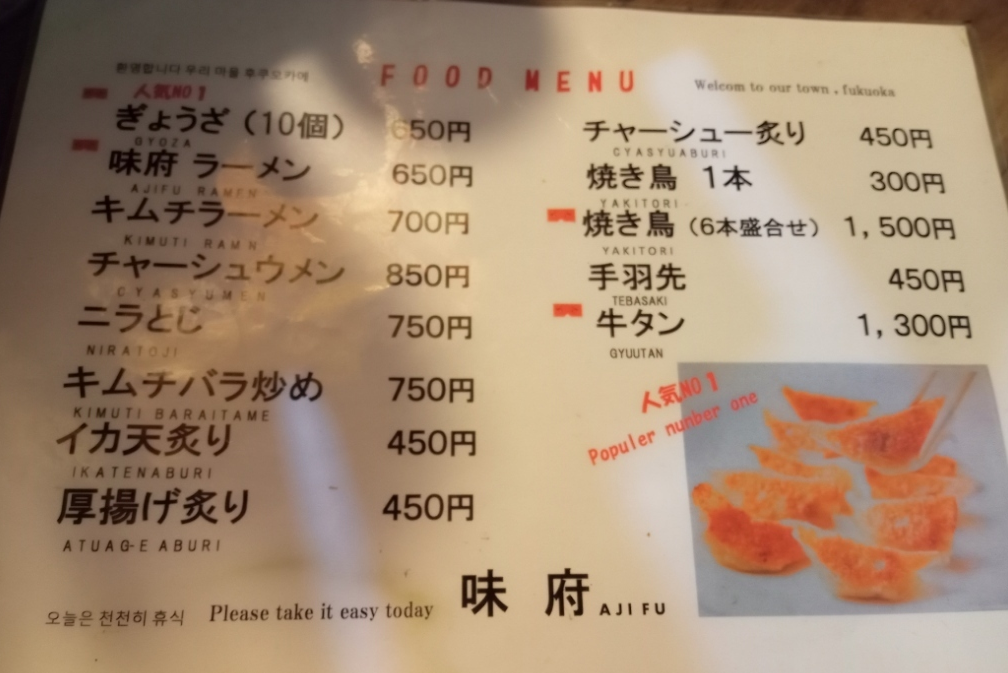 환영합니다 우리 마을 후쿠오카에
FOOD MENU
Welcom to our town . fukuoka
人気NO1
ぎょうざ（10個） 650円
GYOZA
味府 ラーメン 650円
AJIFU RAMEN
キムチラーメン 700円
KIMUTI RAMN
チャーシュウメン 850円
CYASYUMEN
ニラとじ 750円
NIRATOJI
キムチバラ炒め 750円
KIMUTI BARAITAME
イカ天炙り 450円
IKATENABURI
厚揚げ炙り 450円
ATUAG-E ABURI
チャーシュー炙り 450円
CYASYUABURI
焼き鳥 1本 300円
YAKITORI
焼き鳥（6本盛合せ） 1,500円
YAKITORI
手羽先 450円
TEBASAKI
牛タン 1,300円
GYUUTAN
人気NO1
Populer number one
오늘은 천천히 휴식
Please take it easy today
味府 AJIFU